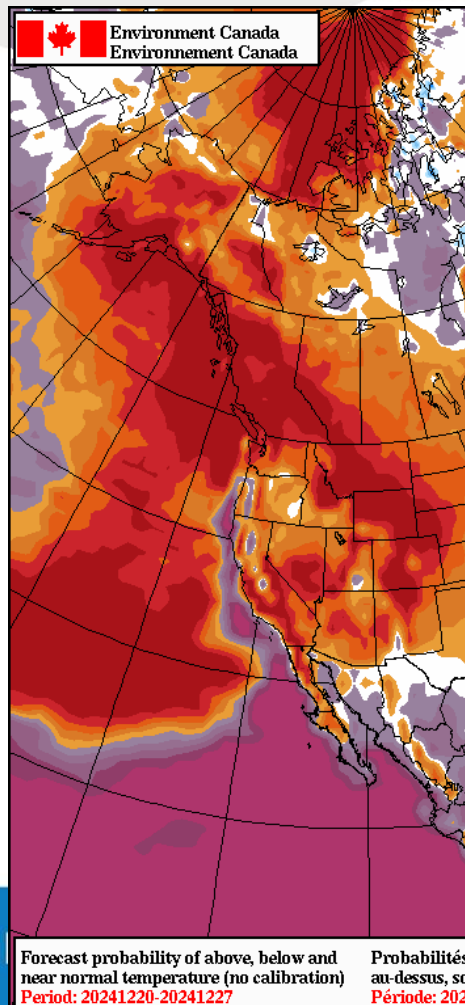 Environment Canada
Environnement Canada
Forecast probability of above, below and
near normal temperature (no calibration)
Period: 20241220-20241227
Probabilités
au-dessus, so
Période: 202